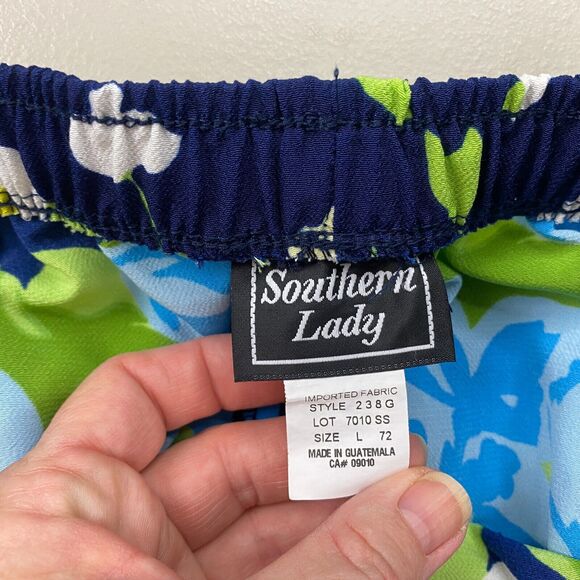 Southern
Lady
IMPORTED FABRIC
STYLE 238G
LOT 7010 SS
SIZE L 72
MADE IN GUATEMALA
CA# 09010